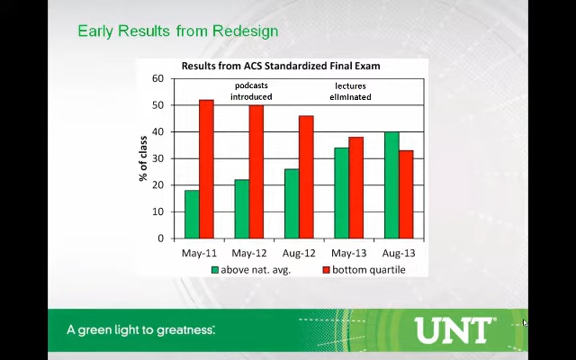 Early Results from Redesign
Results from ACS Standardized Final Exam
podcasts introduced
lectures eliminated
% of class
60
50
40
30
20
10
0
May-11 May-12 Aug-12 May-13 Aug-13
above nat. avg. bottom quartile
A green light to greatness.
UNT